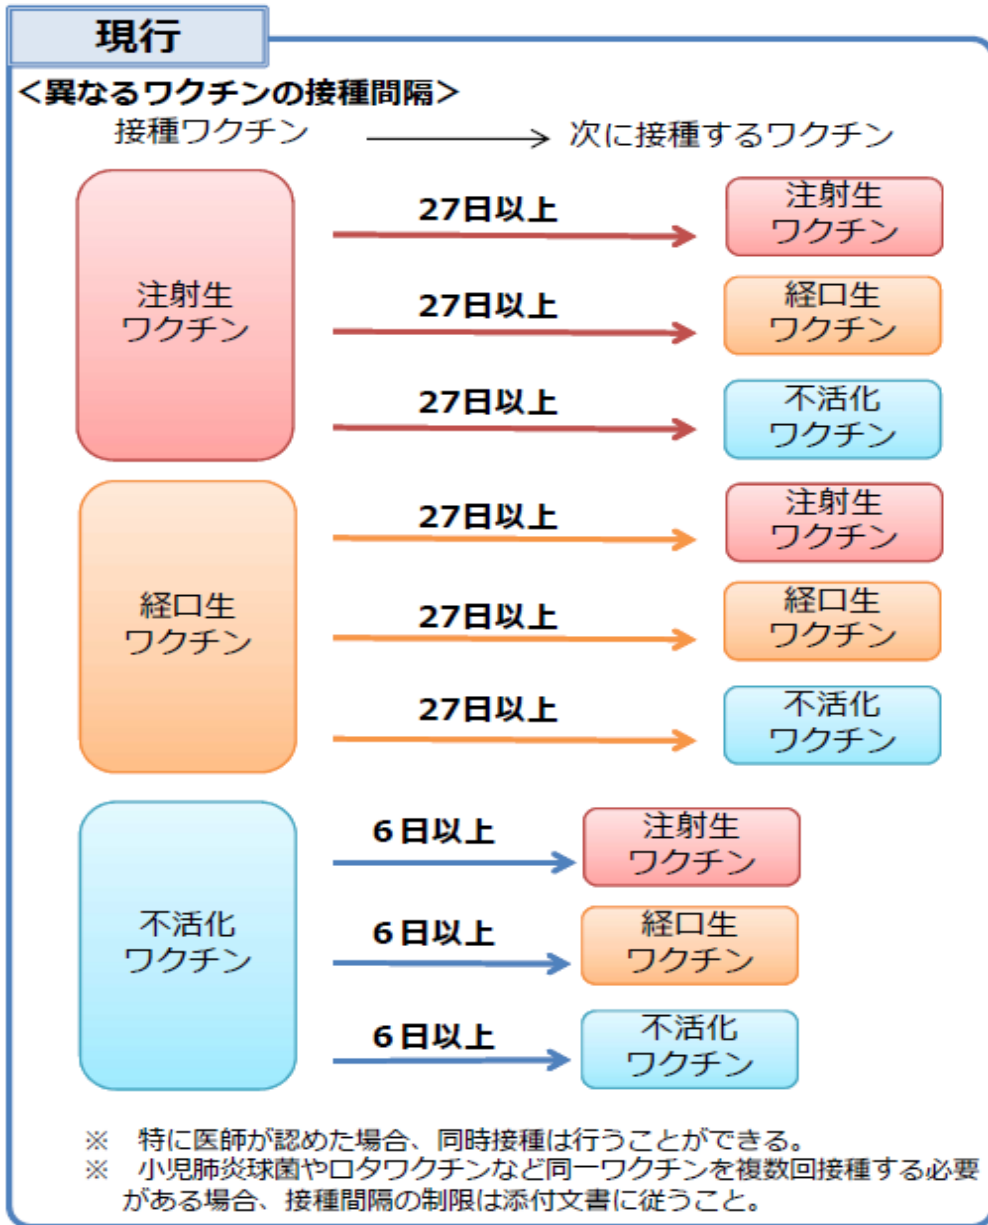 現行
＜異なるワクチンの接種間隔＞
接種ワクチン → 次に接種するワクチン
注射生
ワクチン
27日以上
注射生
ワクチン
27日以上
経口生
ワクチン
27日以上
不活化
ワクチン
経口生
ワクチン
27日以上
注射生
ワクチン
27日以上
経口生
ワクチン
27日以上
不活化
ワクチン
不活化
ワクチン
6日以上
注射生
ワクチン
6日以上
経口生
ワクチン
6日以上
不活化
ワクチン
※　特に医師が認めた場合、同時接種は行うことができる。
※　小児肺炎球菌やロタワクチンなど同一ワクチンを複数回接種する必要
がある場合、接種間隔の制限は添付文書に従うこと。